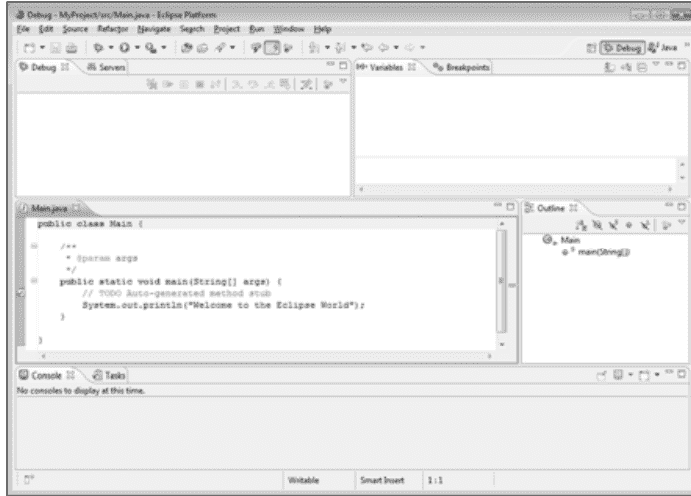 Debug - MyProject/src/Main.java - Eclipse Platform
File Edit Source Refactor Navigate Search Project Run Window Help
Debug Java
Debug Servers
Variables Breakpoints
Main.java
Outline
public class Main {
/**
* @param args
*/
public static void main(String[] args) {
// TODO Auto-generated method stub
System.out.println("Welcome to the Eclipse World");
}
}
Main
main(String[])
Console Tasks
No consoles to display at this time.
Writable Smart Insert 1:1